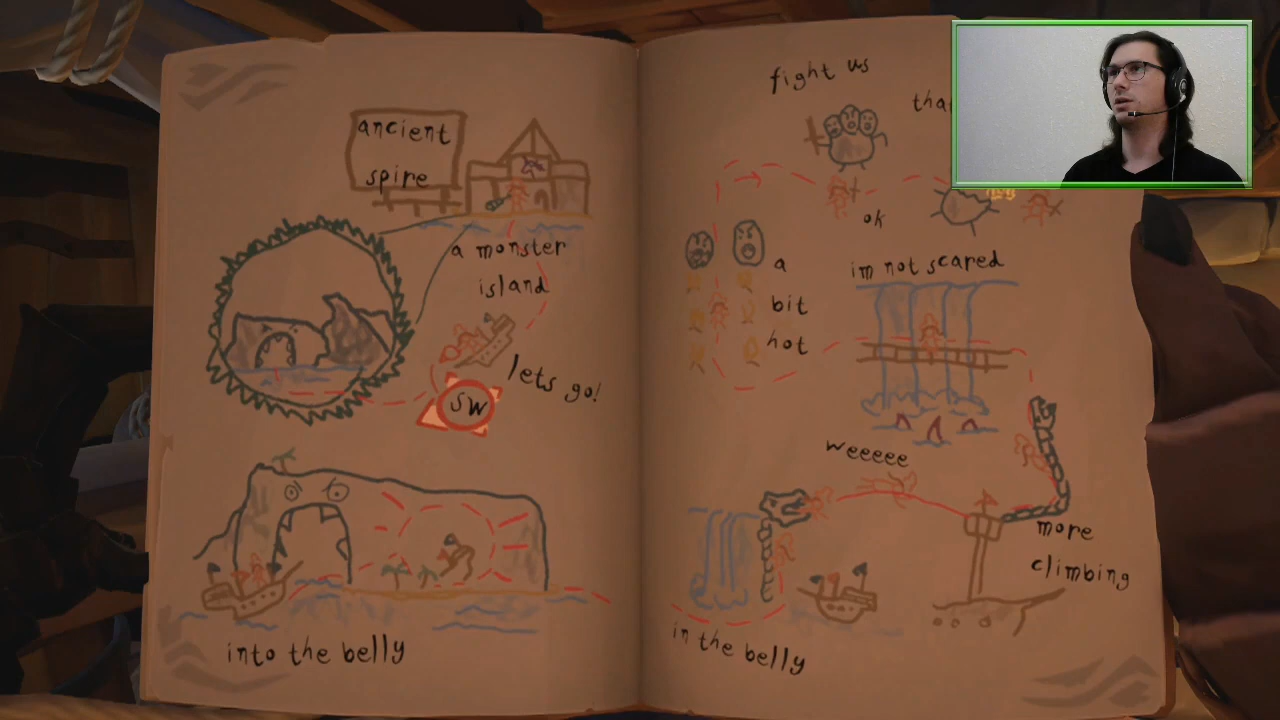 ancient
spire
a monster
island
lets go!
SW
into the belly
fight us
ok
a
bit
hot
im not scared
weeeee
more
climbing
in the belly